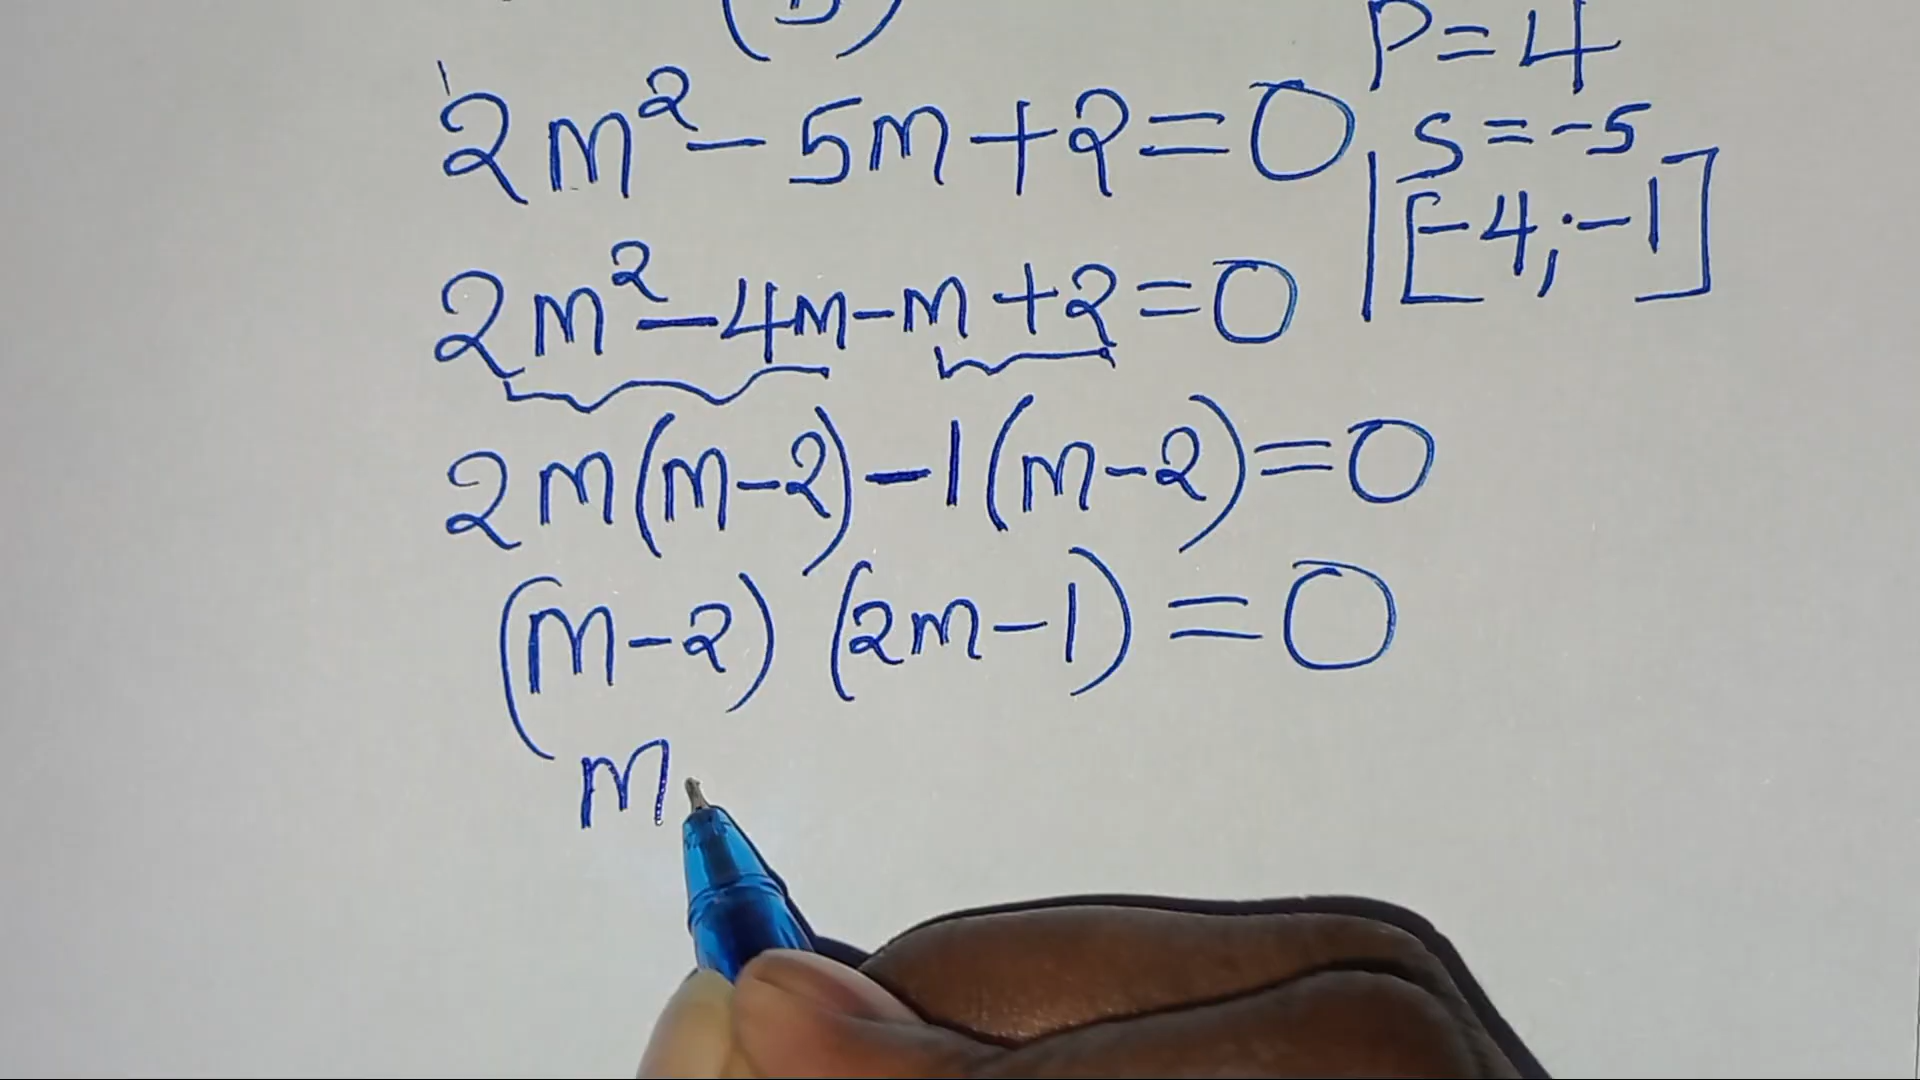 (D)
P=4
2m²-5m+2=0
S=-5
[-4;-1]
2m²-4m-m+2=0
2m(m-2)-1(m-2)=0
(m-2)(2m-1)=0
m